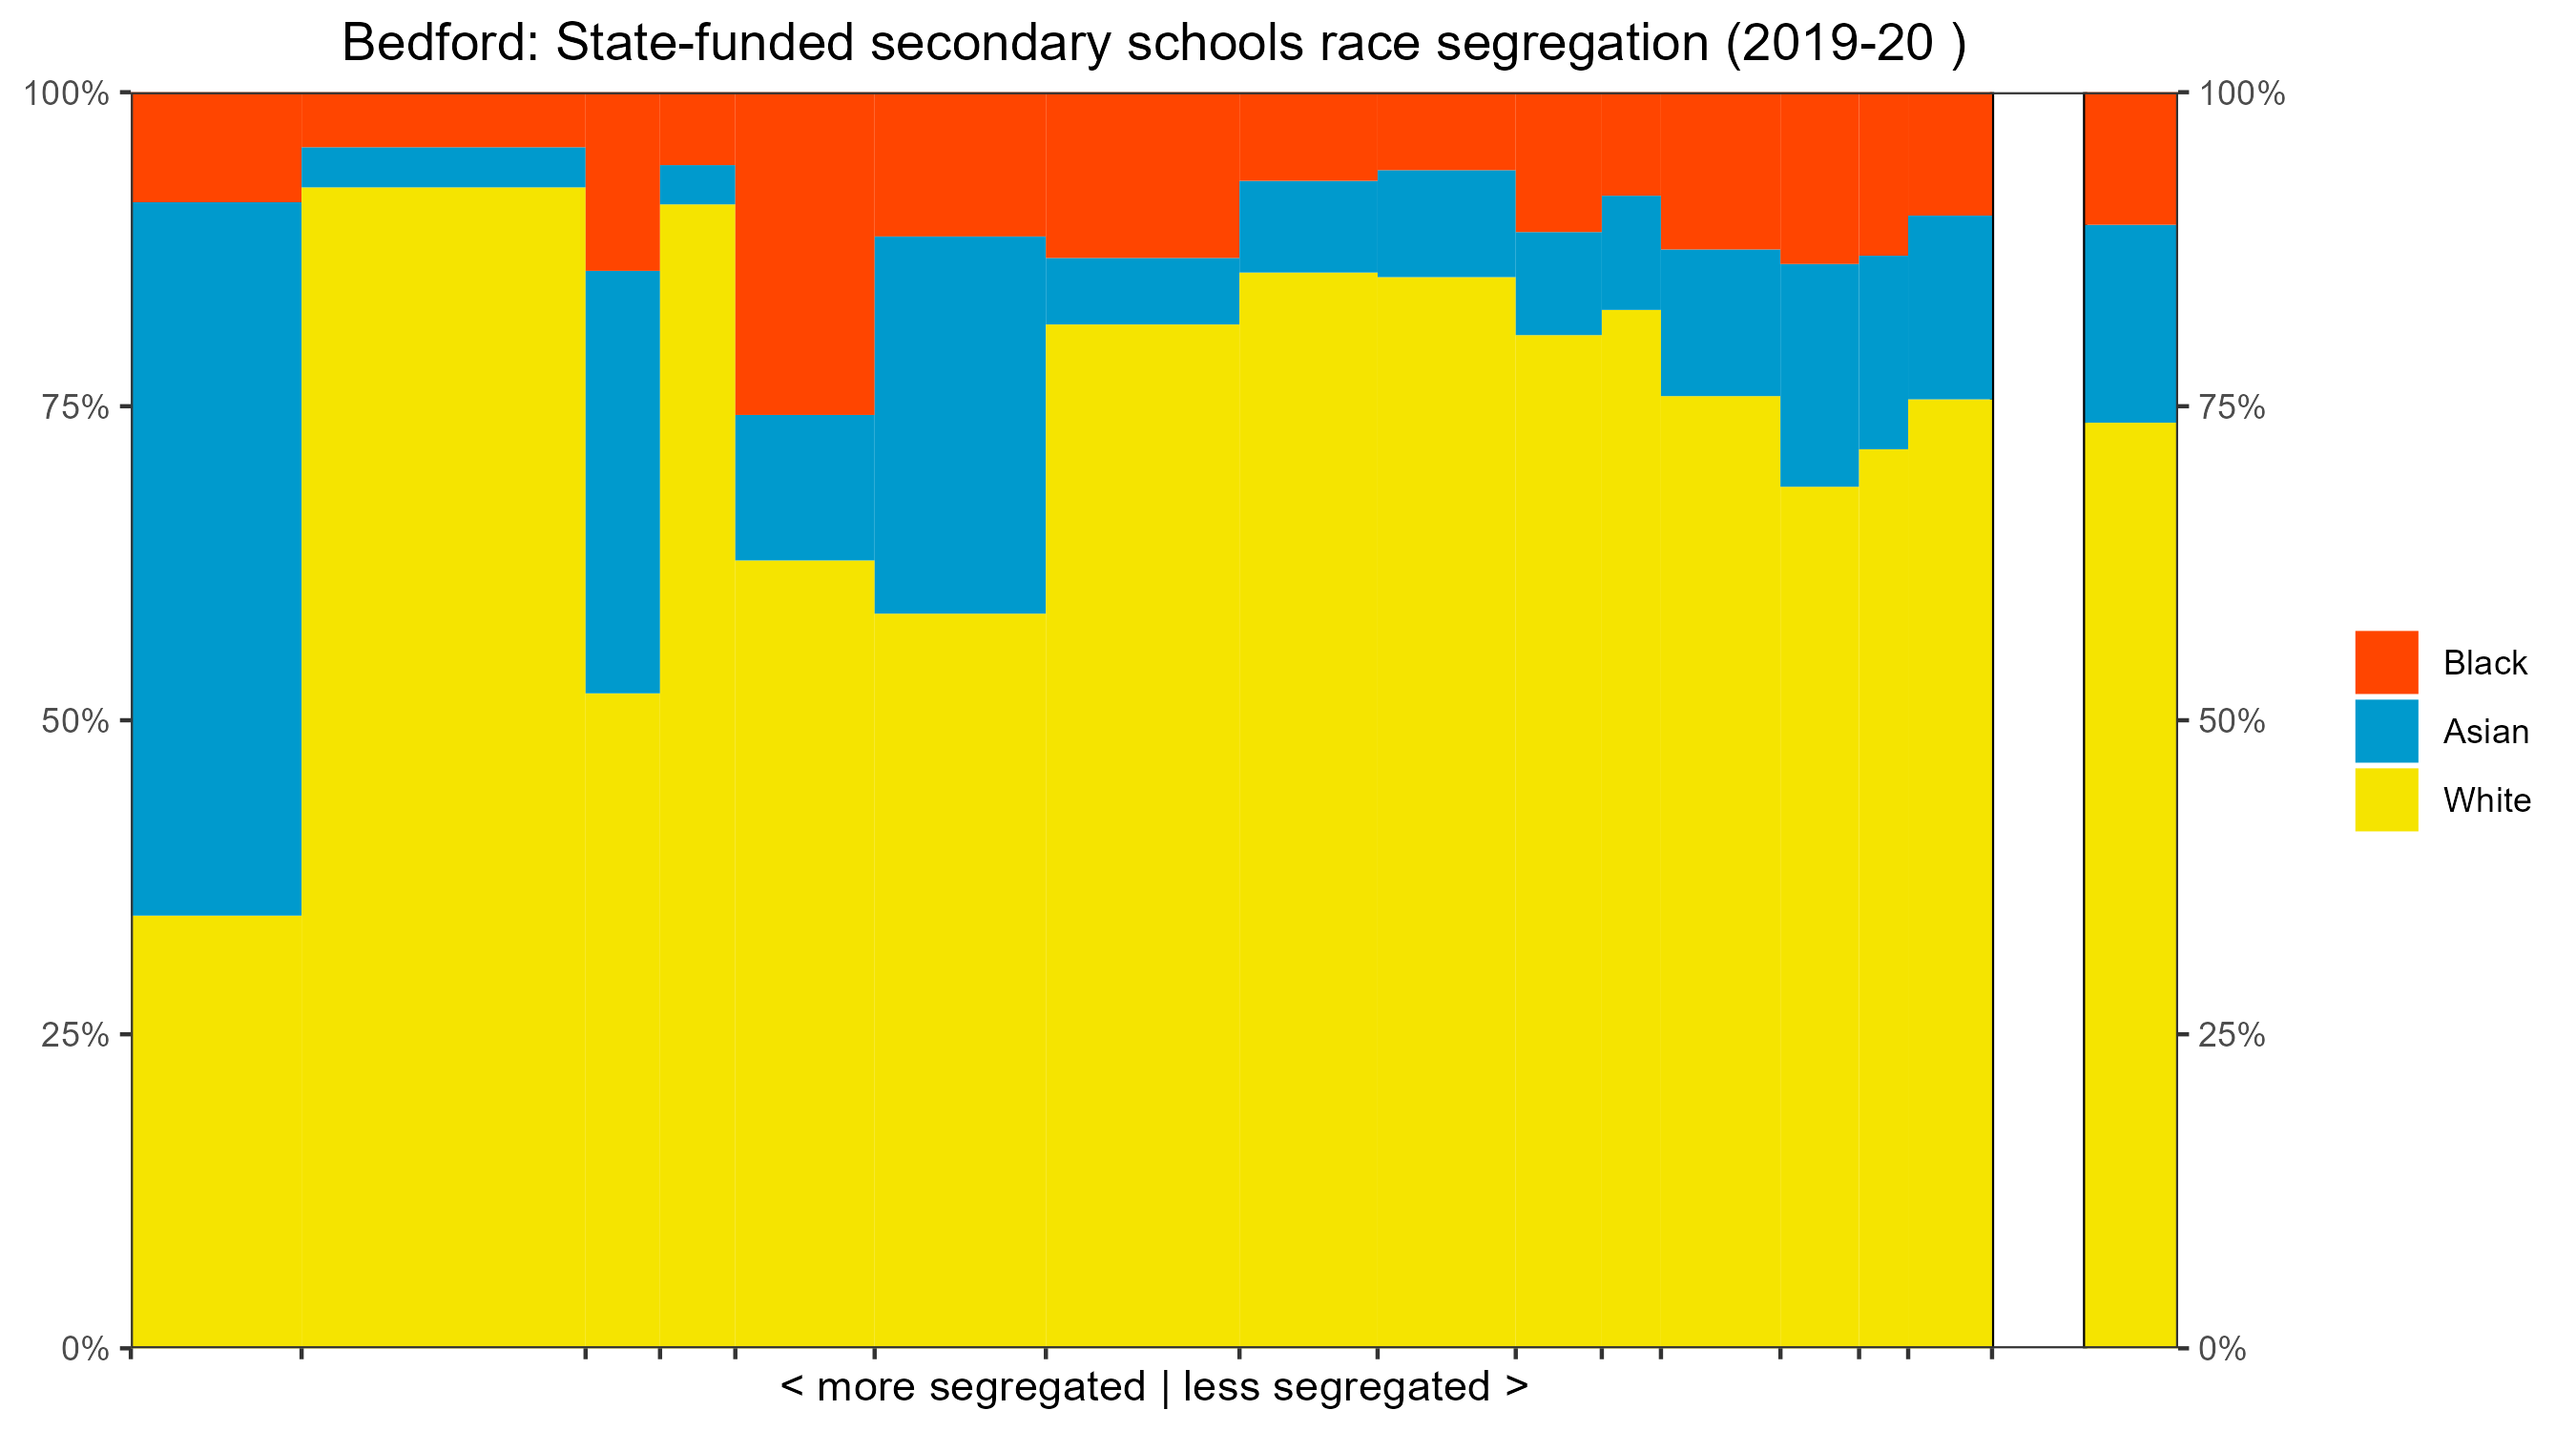 Bedford: State-funded secondary schools race segregation (2019-20 )
100%
75%
50%
25%
0%
100%
75%
50%
25%
0%
Black
Asian
White
< more segregated | less segregated >